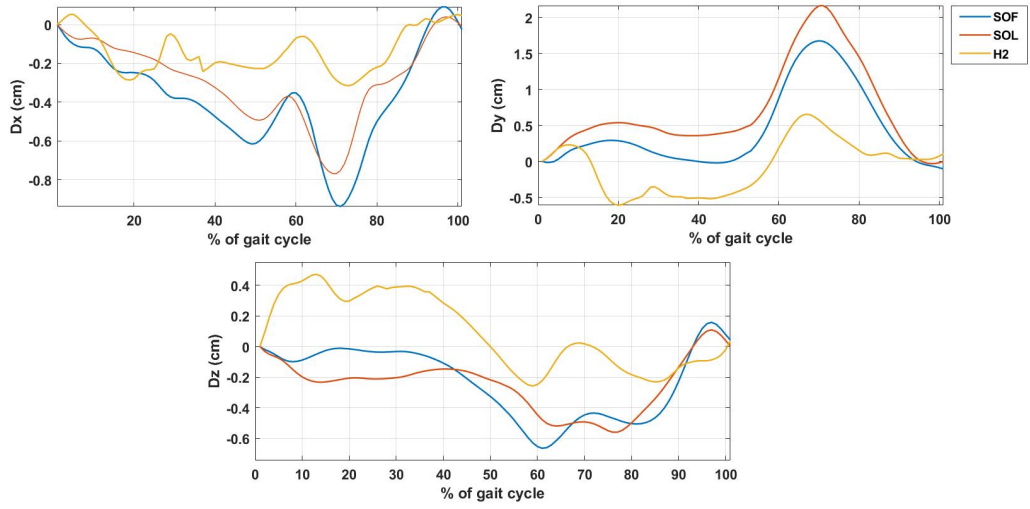 0
-0.2
-0.4
-0.6
-0.8
Dx (cm)
20 40 60 80 100
% of gait cycle
2
1.5
1
0.5
0
-0.5
Dy (cm)
0 20 40 60 80 100
% of gait cycle
SOF
SOL
H2
0.4
0.2
0
-0.2
-0.4
-0.6
Dz (cm)
0 10 20 30 40 50 60 70 80 90 100
% of gait cycle